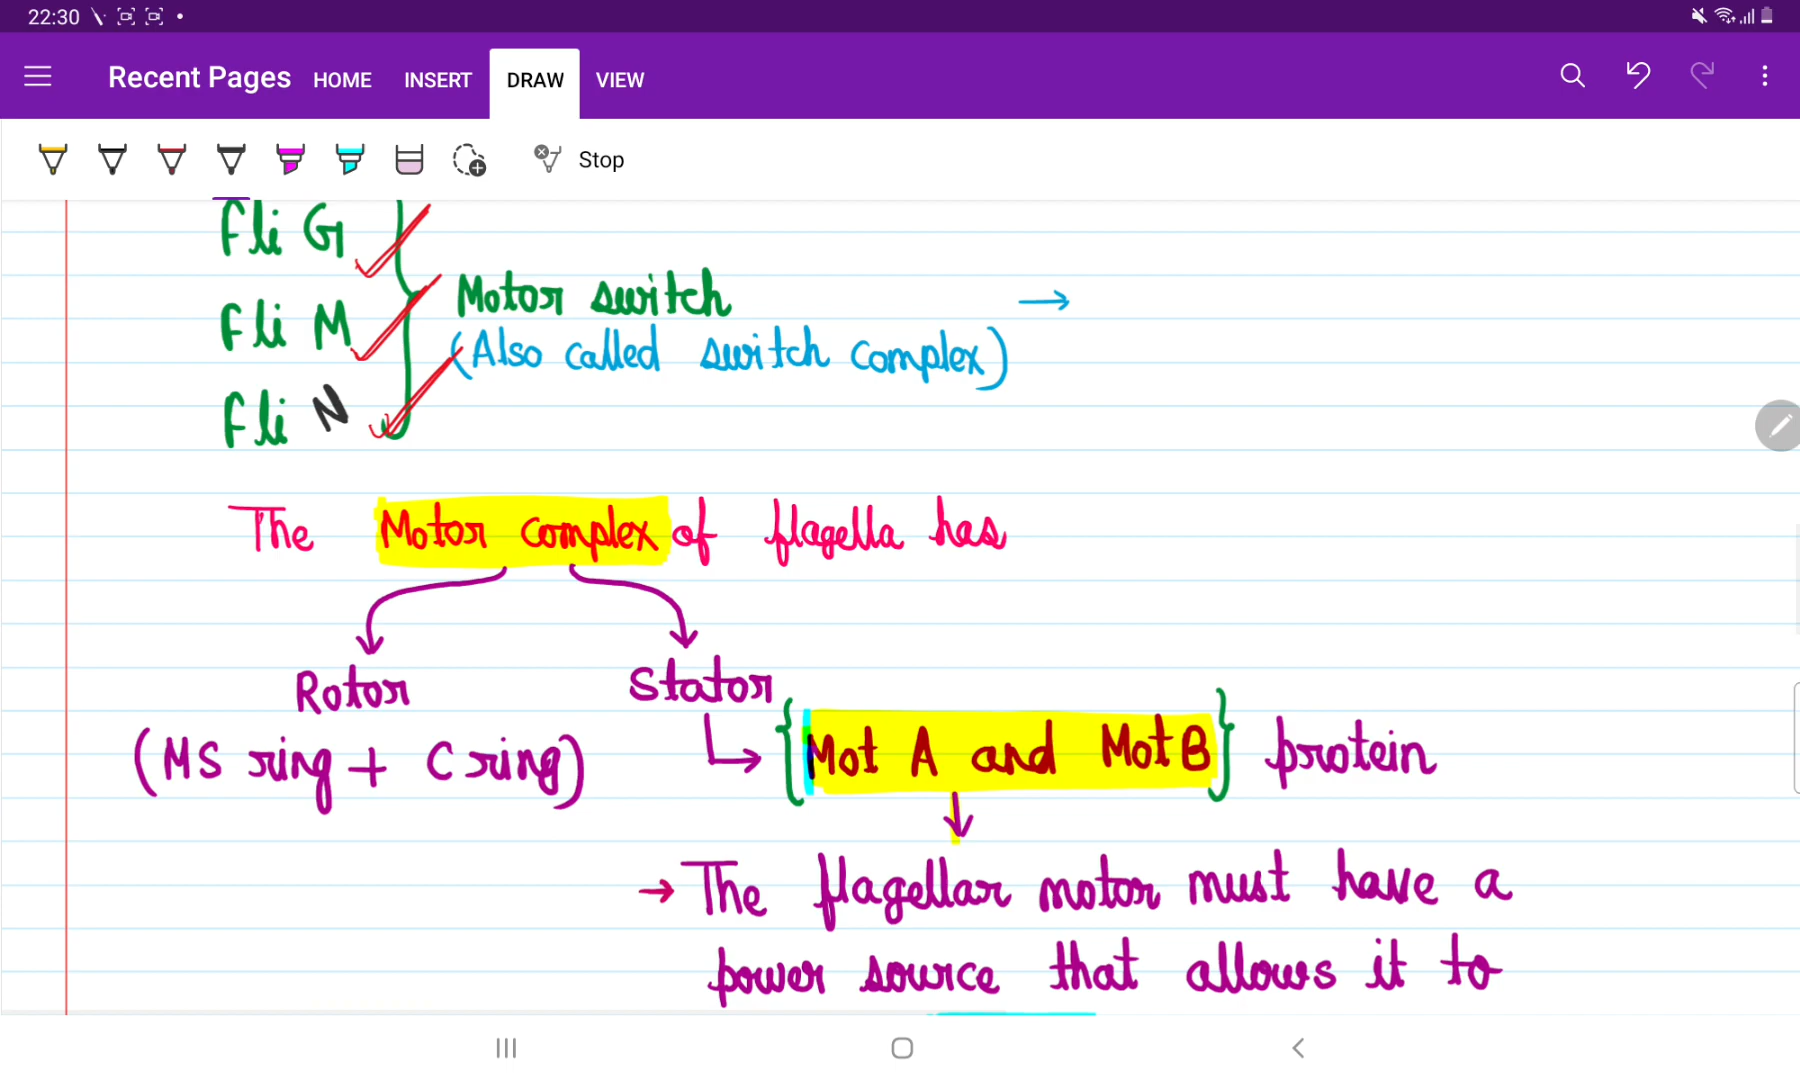 22:30
Recent Pages HOME INSERT DRAW VIEW
Stop
Fli G
Fli M
Motor switch
(Also called switch complex) →
Fli N
The Motor complex of flagella has
Rotor
Stator
(MS ring + C ring)
{Mot A and Mot B} protein
→ The flagellar motor must have a
power source that allows it to